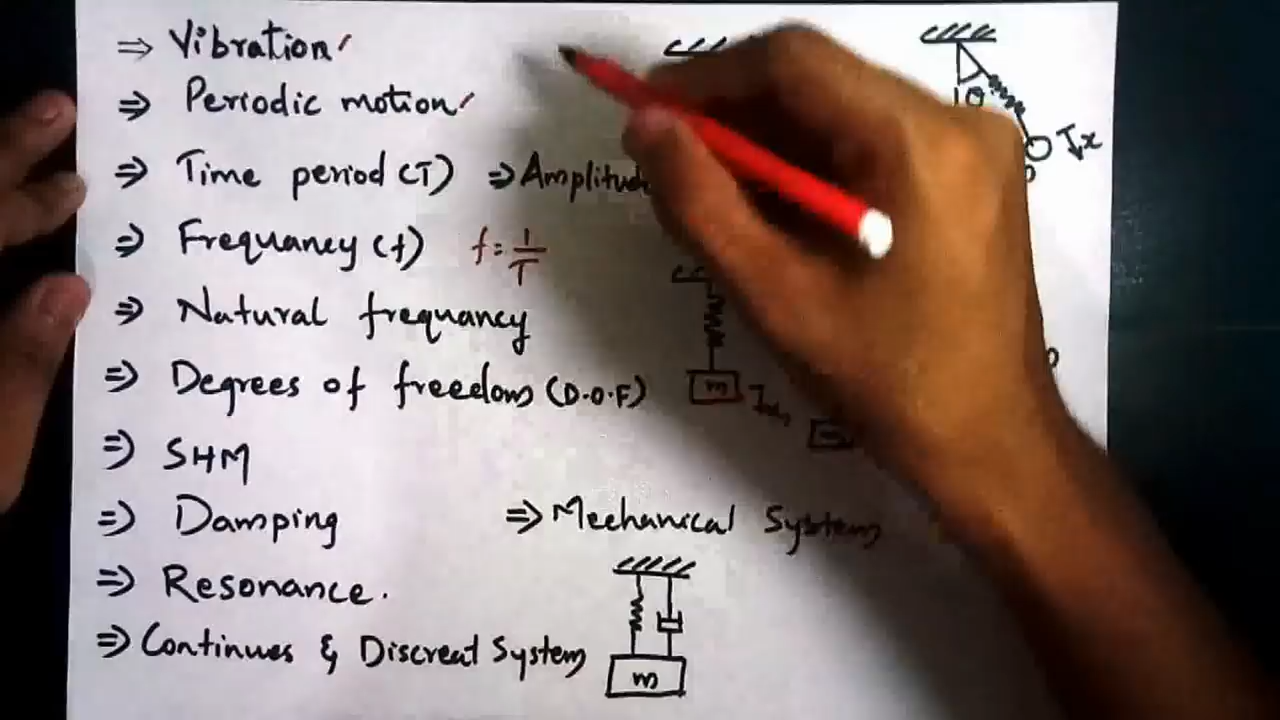 ⇒ Vibration
⇒ Periodic motion
⇒ Time period (T) ⇒ Amplitud
⇒ Frequancy (f) f = 1/T
⇒ Natural frequancy
⇒ Degrees of freedom (D.O.F)
⇒ SHM
⇒ Damping ⇒ Mechanical System
⇒ Resonance.
⇒ Continues & Discreat System
θ
x
m
m